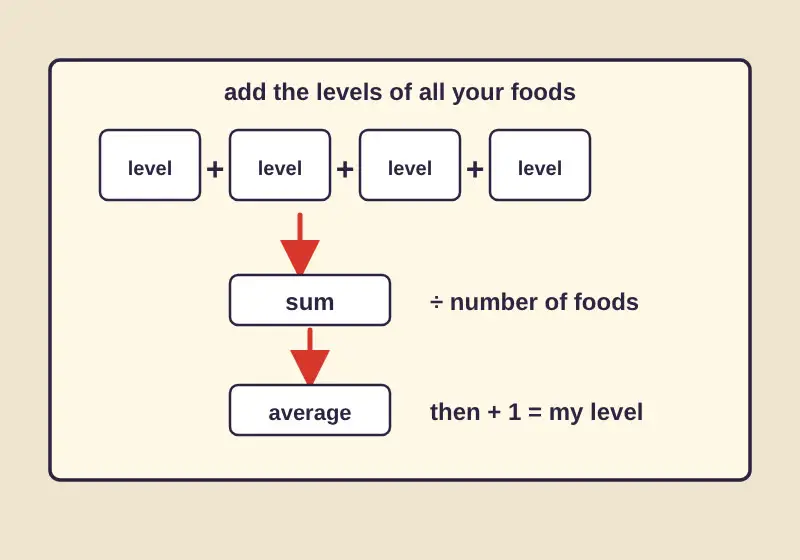 add the levels of all your foods
level + level + level + level
sum ÷ number of foods
average then + 1 = my level